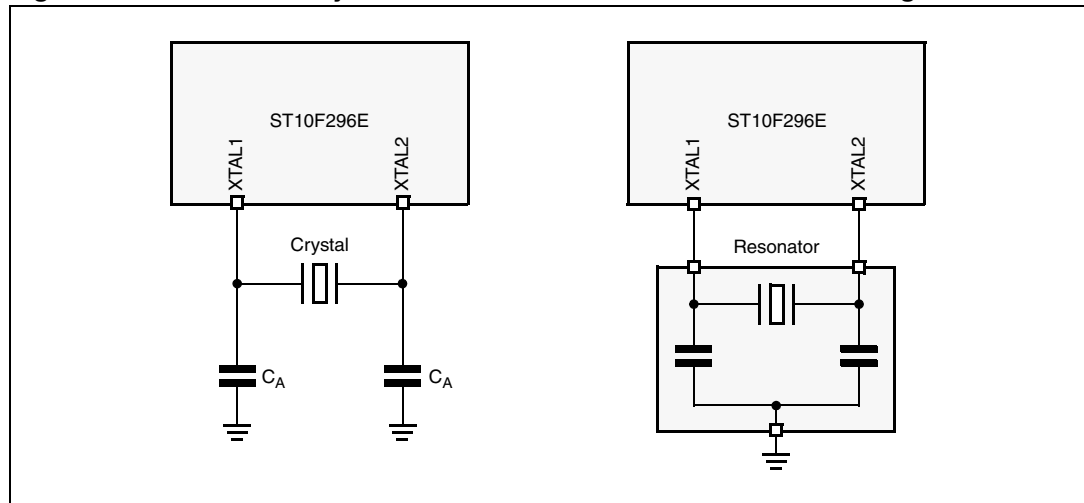 ST10F296E
XTAL1
XTAL2
Crystal
CA
CA
ST10F296E
XTAL1
XTAL2
Resonator